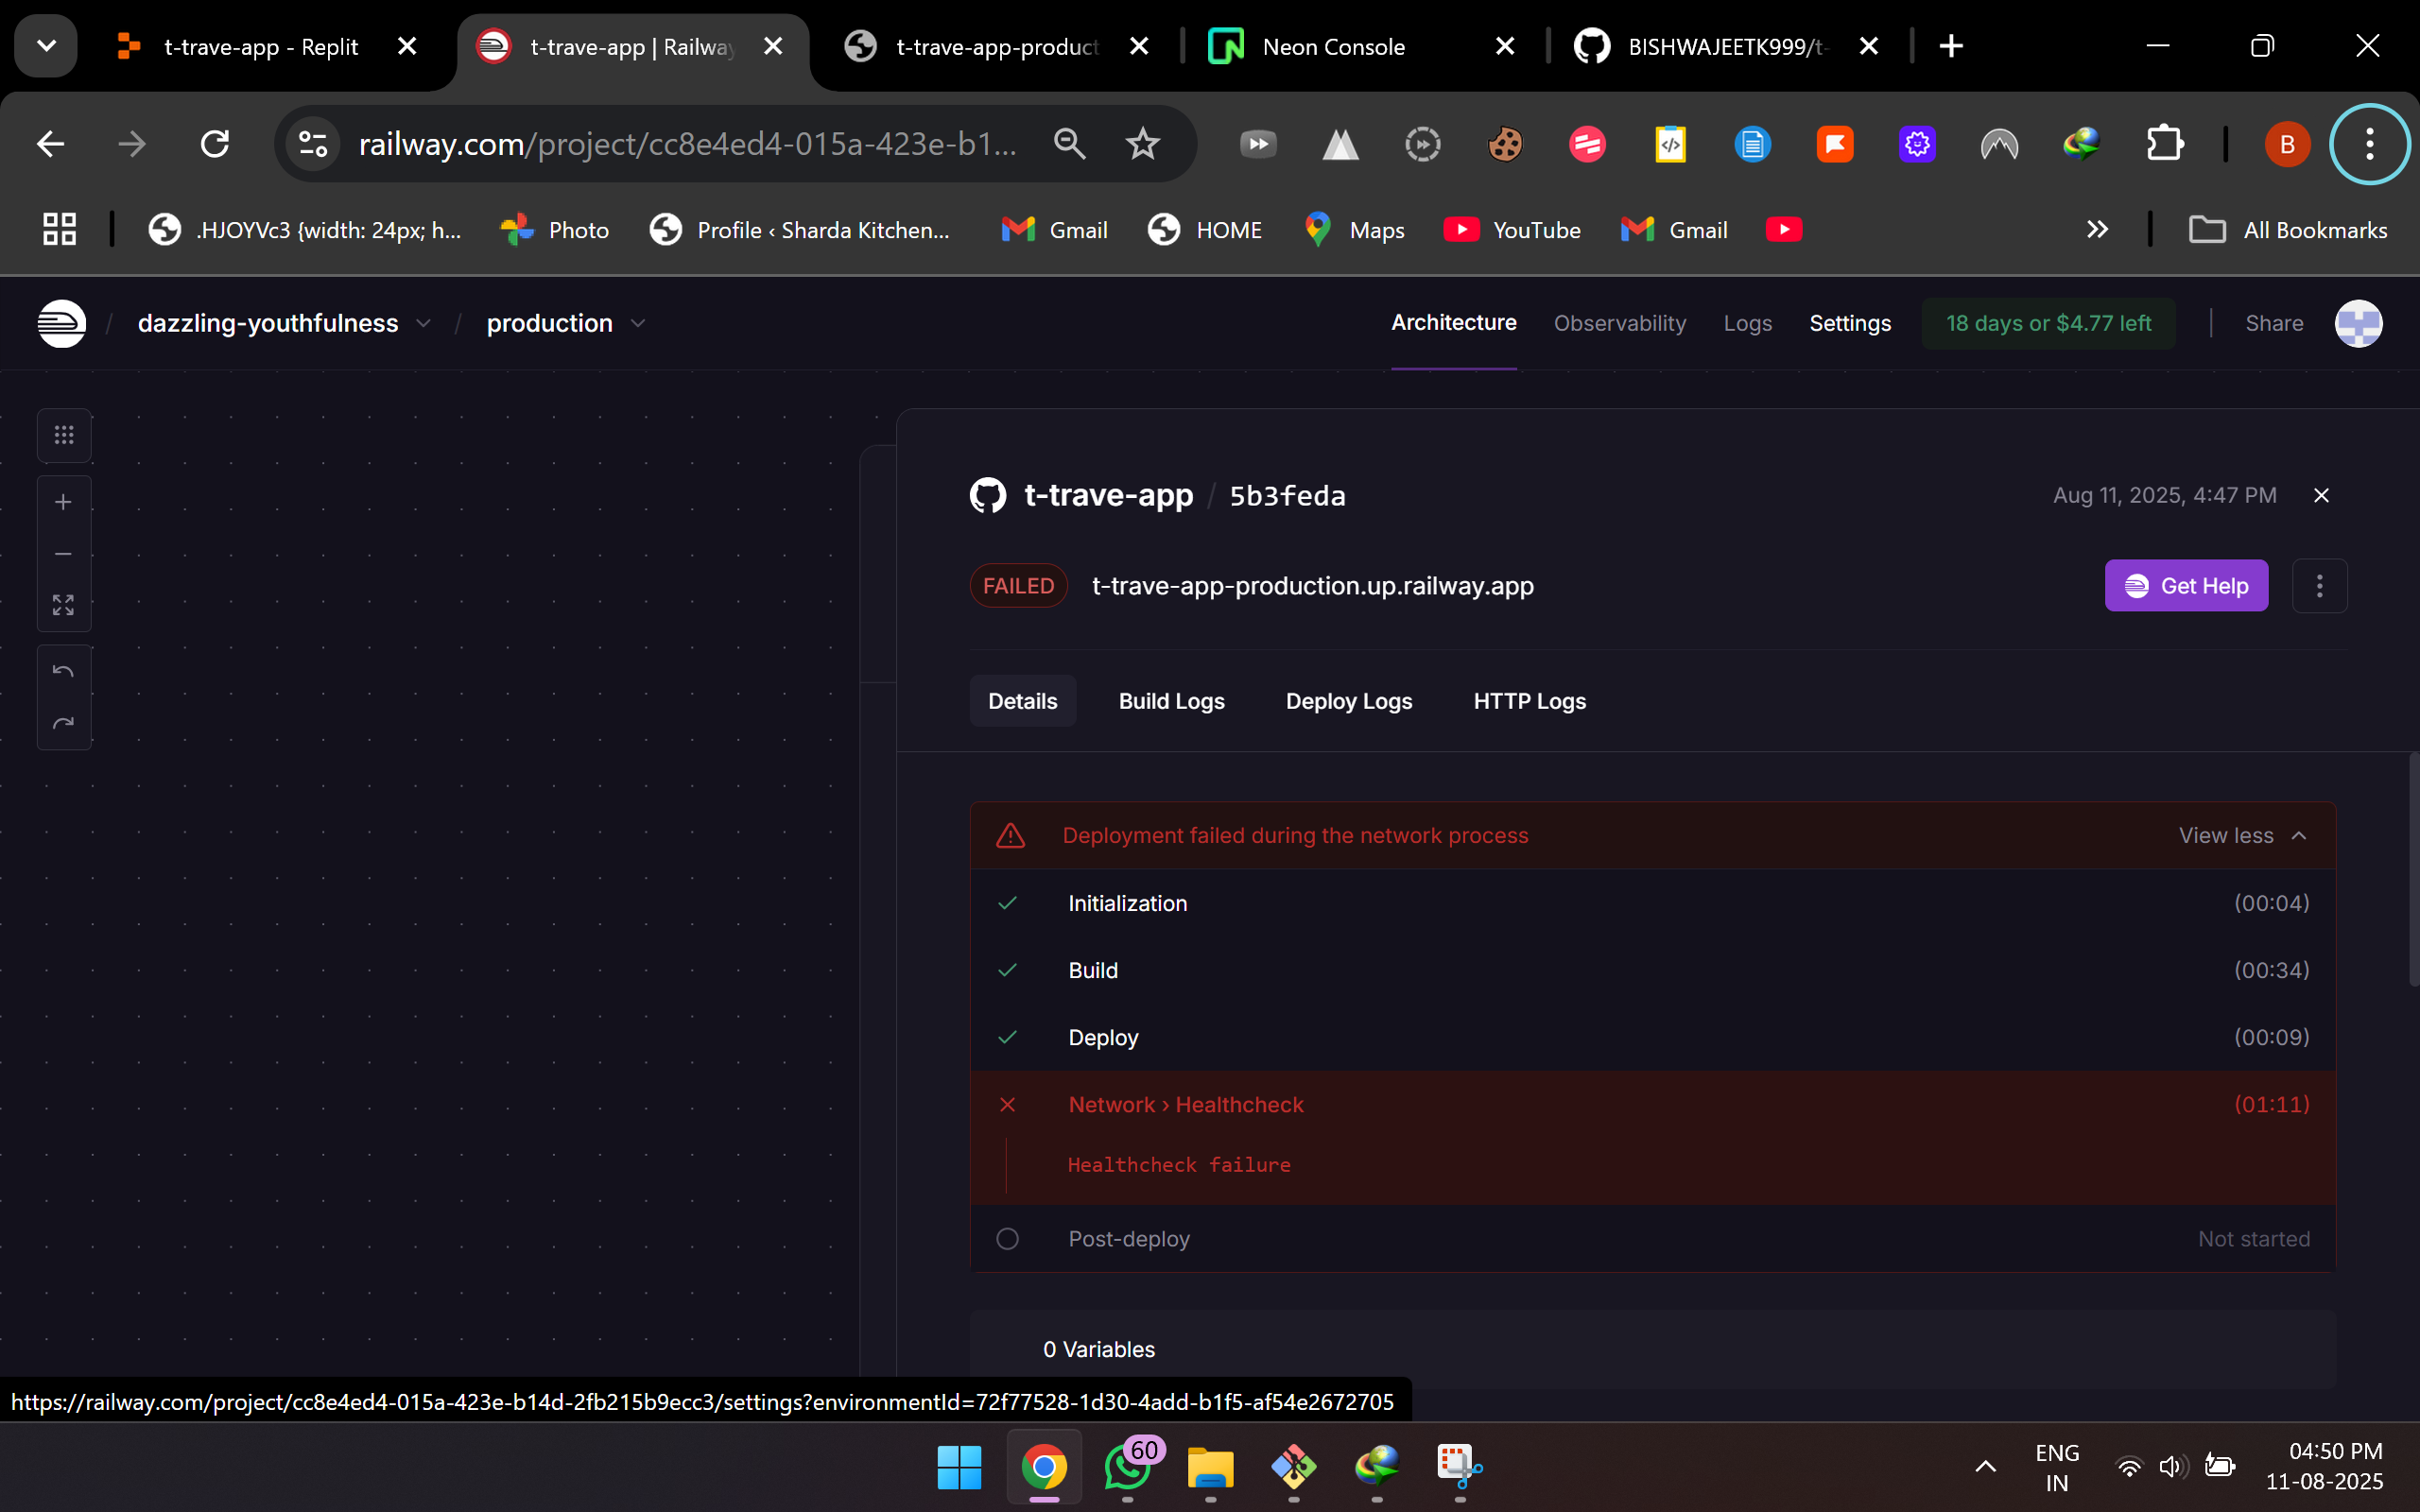 t-trave-app - Replit
t-trave-app | Railway
t-trave-app-product
Neon Console
BISHWAJEETK999/t-
railway.com/project/cc8e4ed4-015a-423e-b1...
B
.HJOYVc3 {width: 24px; h...
Photo
Profile ‹ Sharda Kitchen...
Gmail
HOME
Maps
YouTube
Gmail
All Bookmarks
/ dazzling-youthfulness / production
Architecture
Observability
Logs
Settings
18 days or $4.77 left
Share
t-trave-app / 5b3feda
Aug 11, 2025, 4:47 PM
FAILED
t-trave-app-production.up.railway.app
Get Help
Details
Build Logs
Deploy Logs
HTTP Logs
Deployment failed during the network process
View less
Initialization
(00:04)
Build
(00:34)
Deploy
(00:09)
Network › Healthcheck
(01:11)
Healthcheck failure
Post-deploy
Not started
0 Variables
https://railway.com/project/cc8e4ed4-015a-423e-b14d-2fb215b9ecc3/settings?environmentId=72f77528-1d30-4add-b1f5-af54e2672705
60
ENG
IN
04:50 PM
11-08-2025